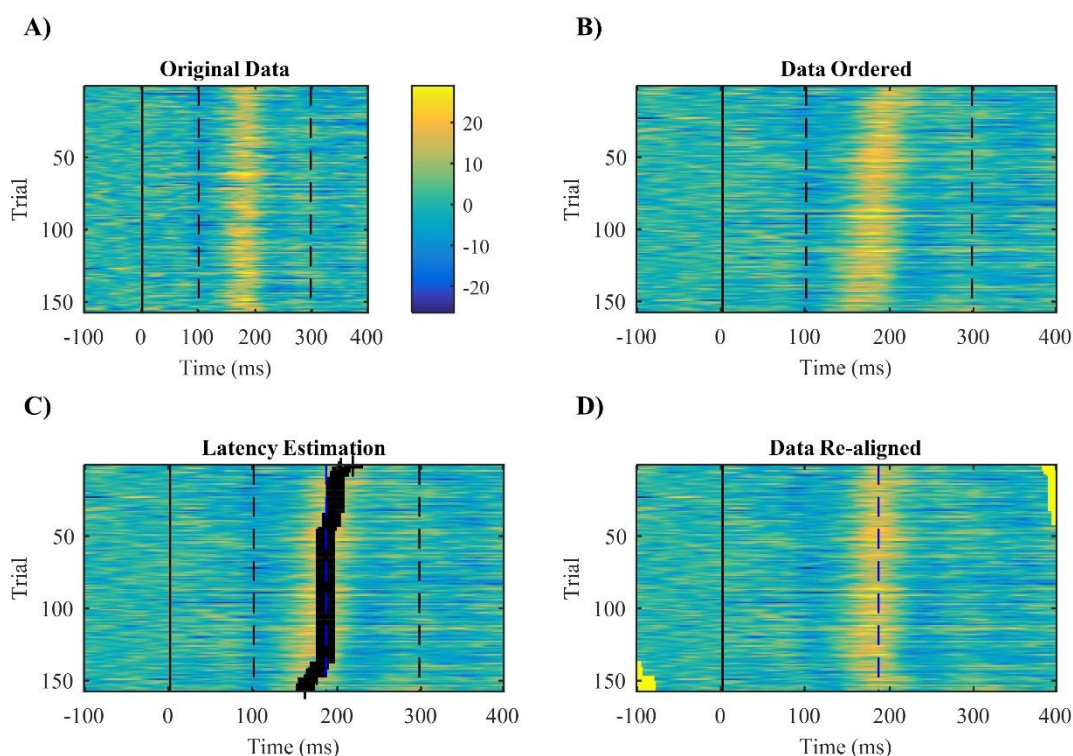 A)
Original Data
50
100
150
Trial
-100 0 100 200 300 400
Time (ms)
20
10
0
-10
-20
B)
Data Ordered
50
100
150
Trial
-100 0 100 200 300 400
Time (ms)
C)
Latency Estimation
50
100
150
Trial
-100 0 100 200 300 400
Time (ms)
D)
Data Re-aligned
50
100
150
Trial
-100 0 100 200 300 400
Time (ms)